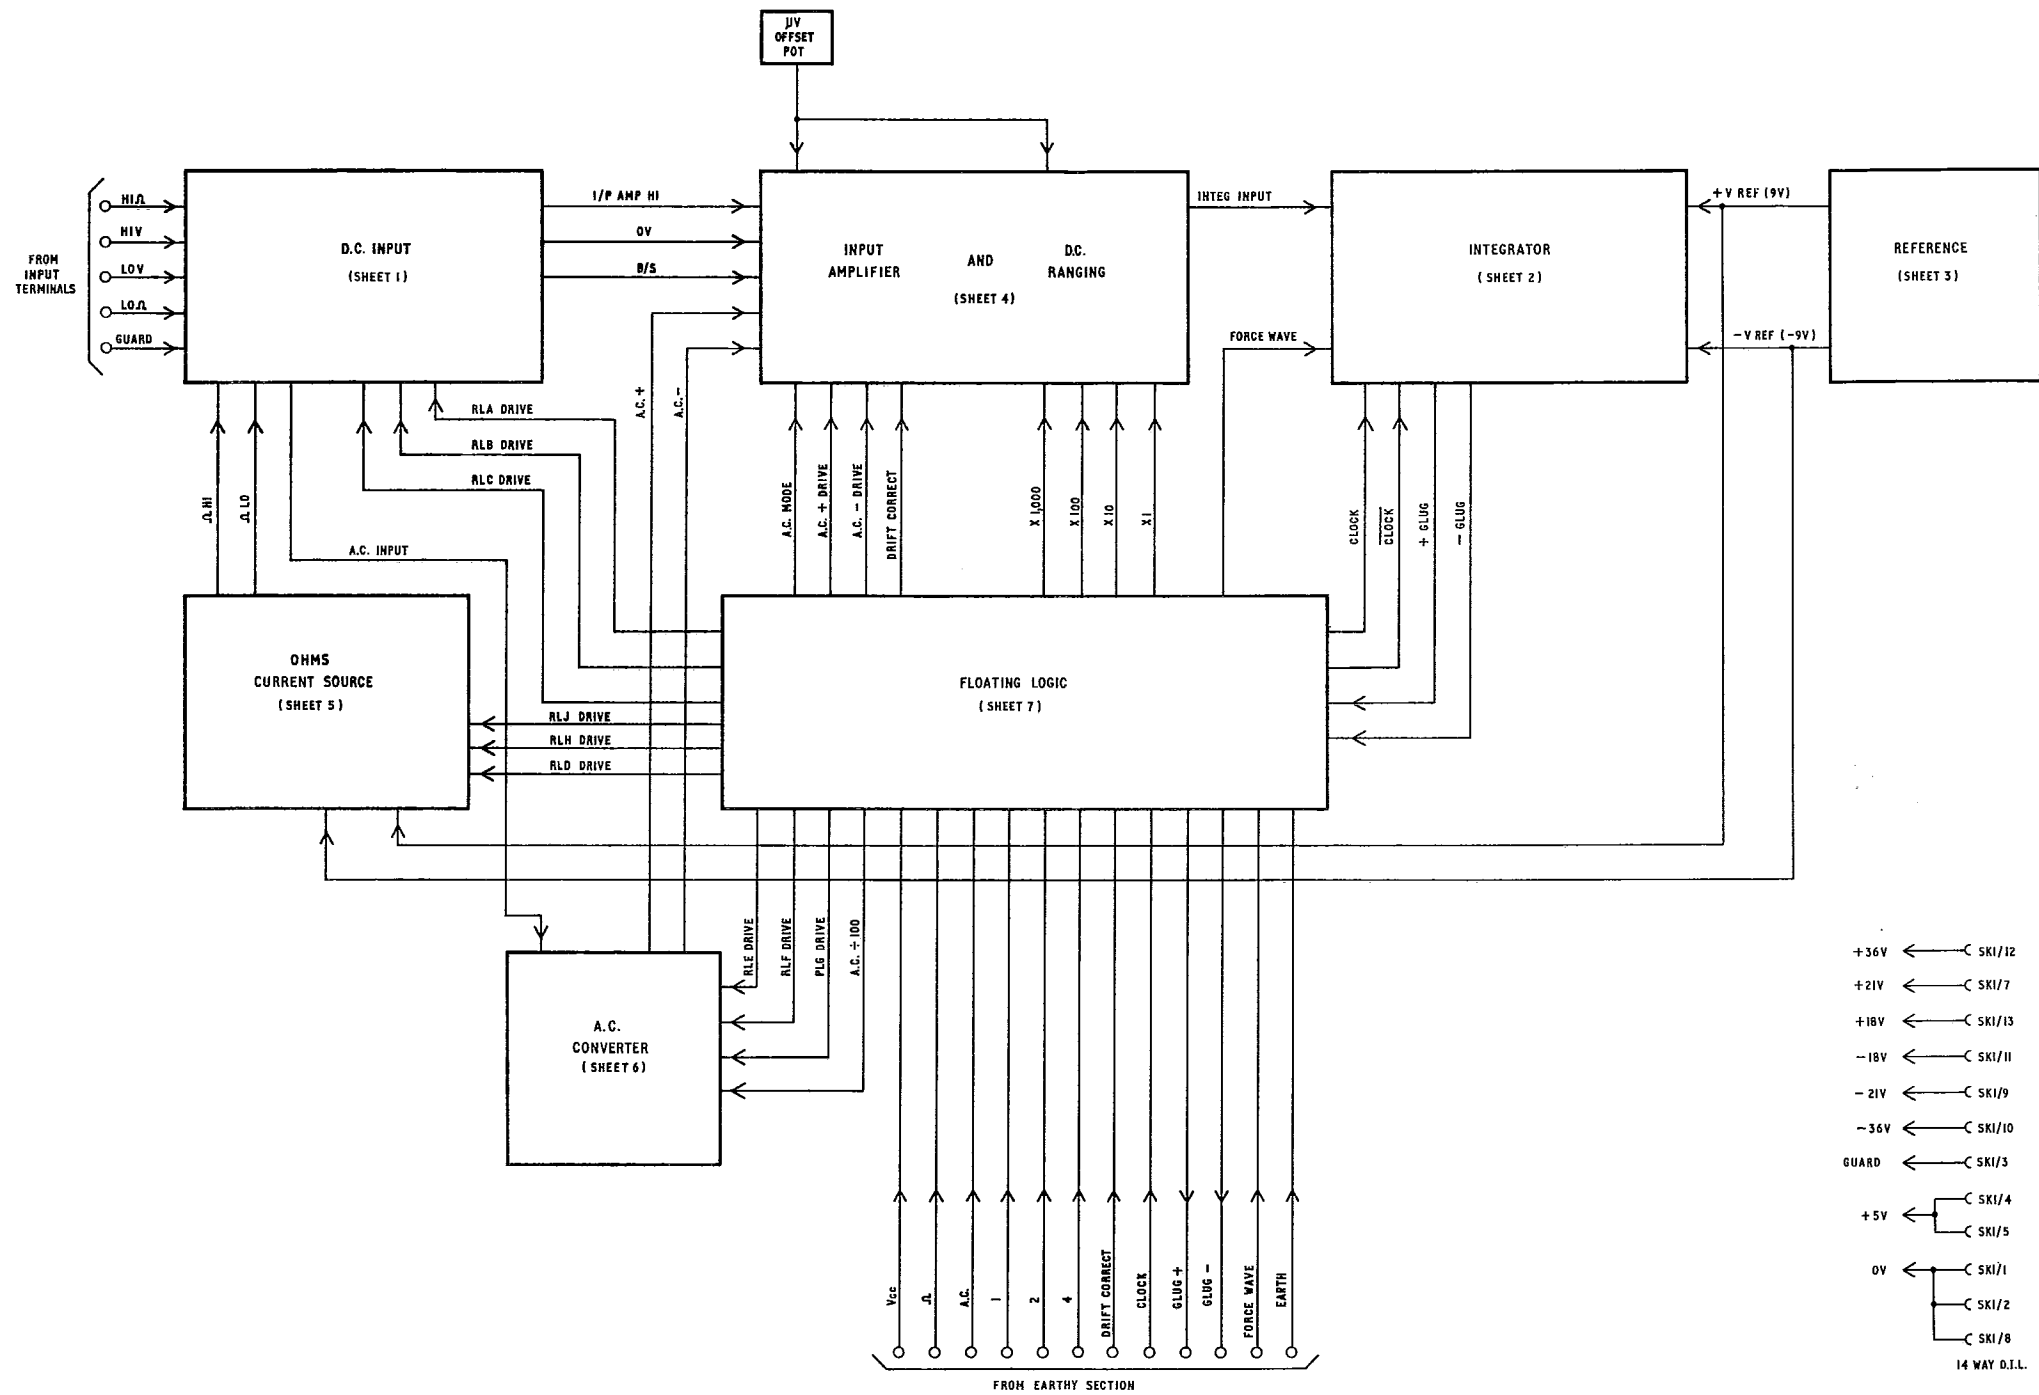 µV
OFFSET
POT
FROM
INPUT
TERMINALS
HIΩ
HIV
LOV
LOΩ
GUARD
D.C. INPUT
(SHEET 1)
I/P AMP HI
OV
B/S
INPUT
AMPLIFIER
AND
D.C.
RANGING
(SHEET 4)
INTEG INPUT
FORCE WAVE
INTEGRATOR
(SHEET 2)
+V REF (9V)
-V REF (-9V)
REFERENCE
(SHEET 3)
RLA DRIVE
RLB DRIVE
RLC DRIVE
Ω HI
Ω LO
A.C. INPUT
A.C. +
A.C. -
A.C. MODE
A.C. + DRIVE
A.C. - DRIVE
DRIFT CORRECT
X 1,000
X 100
X 10
X 1
CLOCK
CLOCK
+ GLUG
- GLUG
OHMS
CURRENT SOURCE
(SHEET 5)
RLJ DRIVE
RLH DRIVE
RLD DRIVE
FLOATING LOGIC
(SHEET 7)
RLE DRIVE
RLF DRIVE
PLG DRIVE
A.C. ÷ 100
A.C.
CONVERTER
(SHEET 6)
Vcc
Ω
A.C.
1
2
4
DRIFT CORRECT
CLOCK
GLUG +
GLUG -
FORCE WAVE
EARTH
FROM EARTHY SECTION
+36V SK1/12
+21V SK1/7
+18V SK1/13
-18V SK1/11
-21V SK1/9
-36V SK1/10
GUARD SK1/3
SK1/4
+5V
SK1/5
OV SK1/1
SK1/2
SK1/8
14 WAY D.I.L.